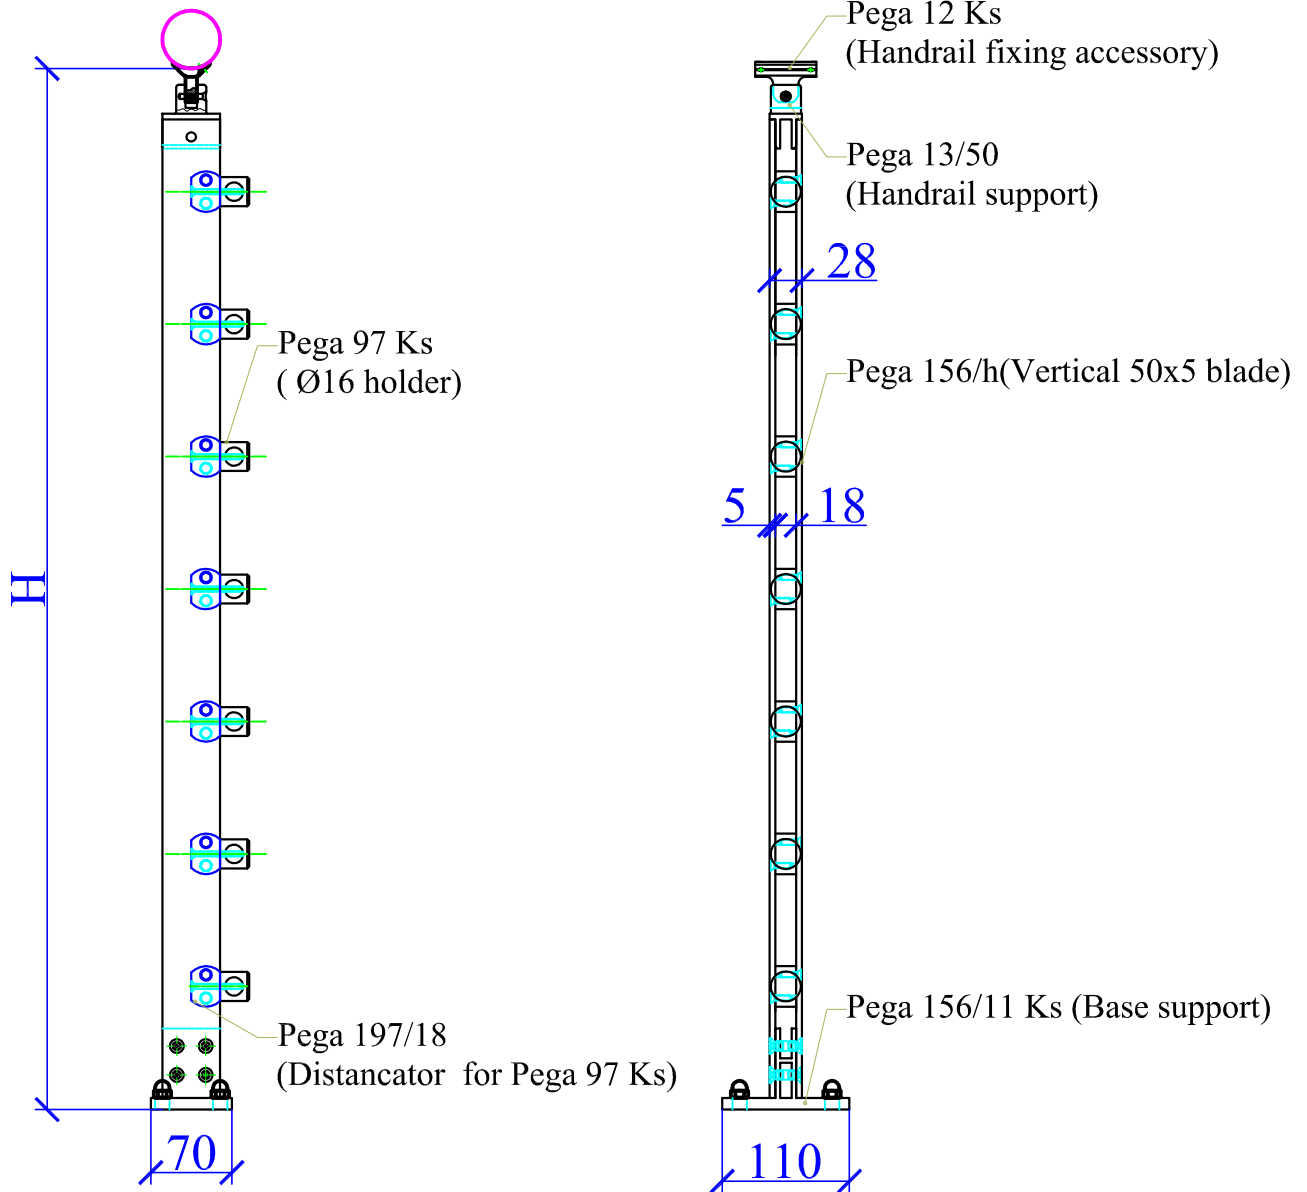 Pega 12 Ks
(Handrail fixing accessory)
Pega 13/50
(Handrail support)
28
Pega 97 Ks
( Ø16 holder)
Pega 156/h(Vertical 50x5 blade)
5
18
H
Pega 156/11 Ks (Base support)
Pega 197/18
(Distancator for Pega 97 Ks)
70
110